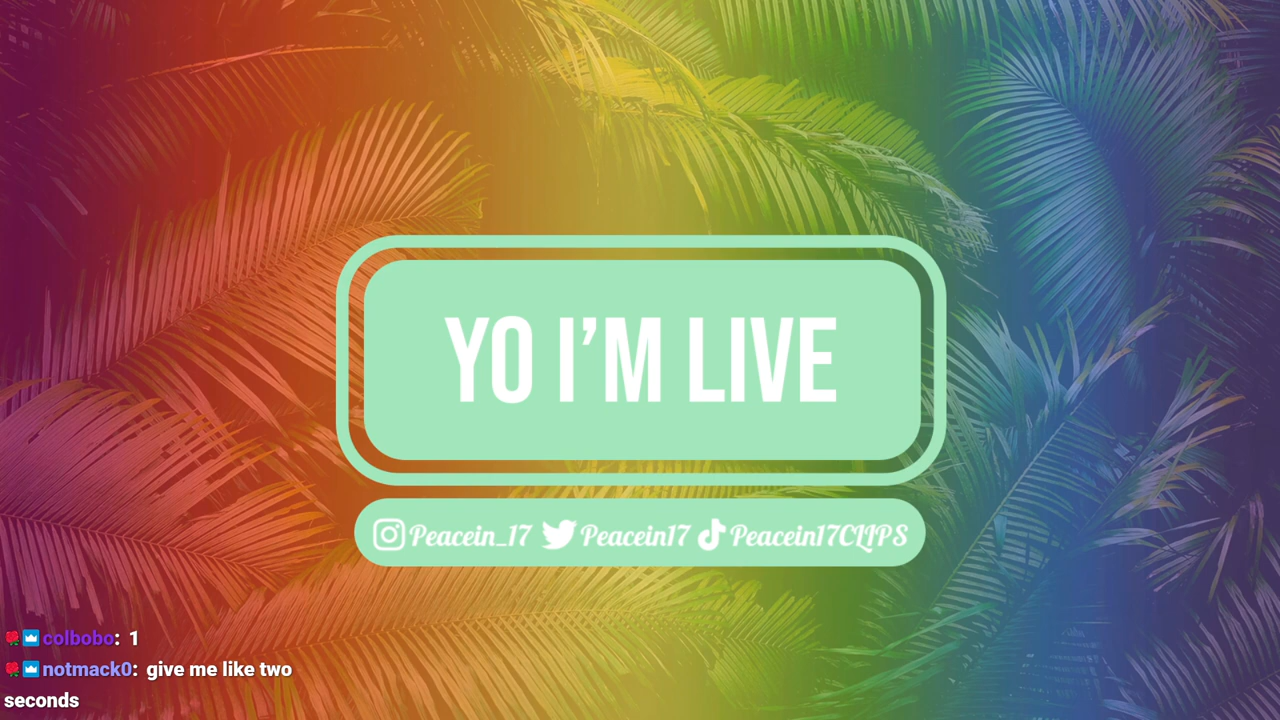 YO I’M LIVE
Peacein_17 Peacein17 Peacein17CLIPS
colbobo: 1
notmack0: give me like two
seconds